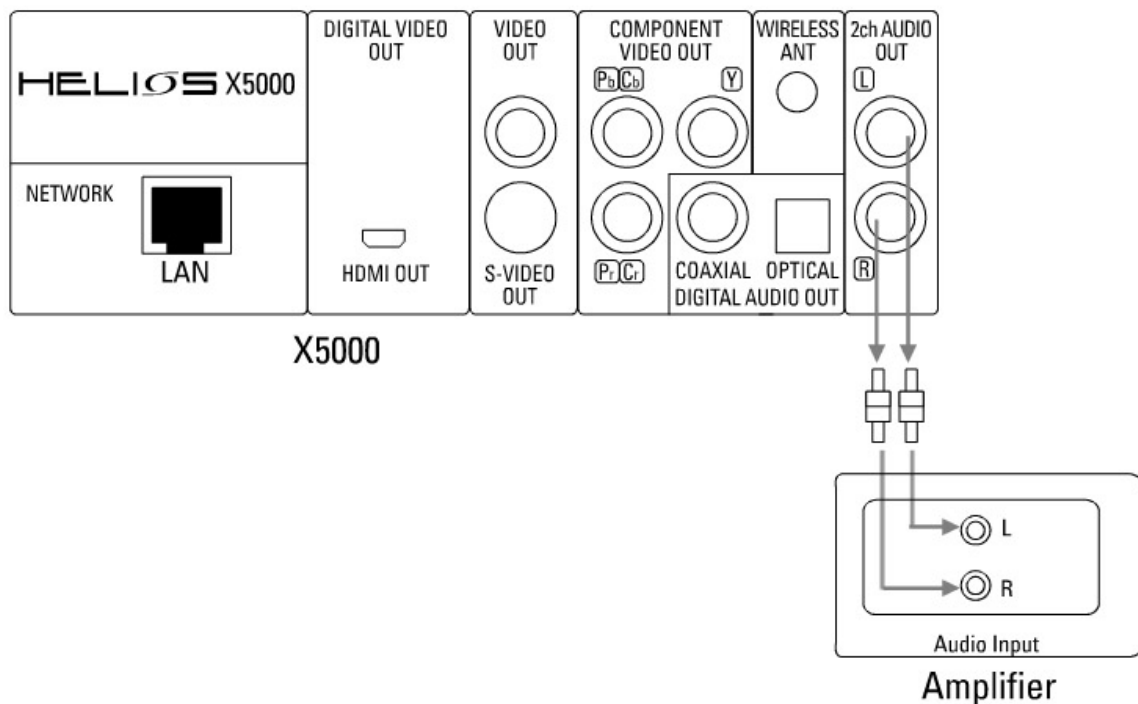 HELIOS X5000
NETWORK
LAN
DIGITAL VIDEO
OUT
HDMI OUT
VIDEO
OUT
S-VIDEO
OUT
COMPONENT
VIDEO OUT
Pb Cb
Y
Pr Cr
WIRELESS
ANT
COAXIAL OPTICAL
DIGITAL AUDIO OUT
2ch AUDIO
OUT
L
R
X5000
L
R
Audio Input
Amplifier